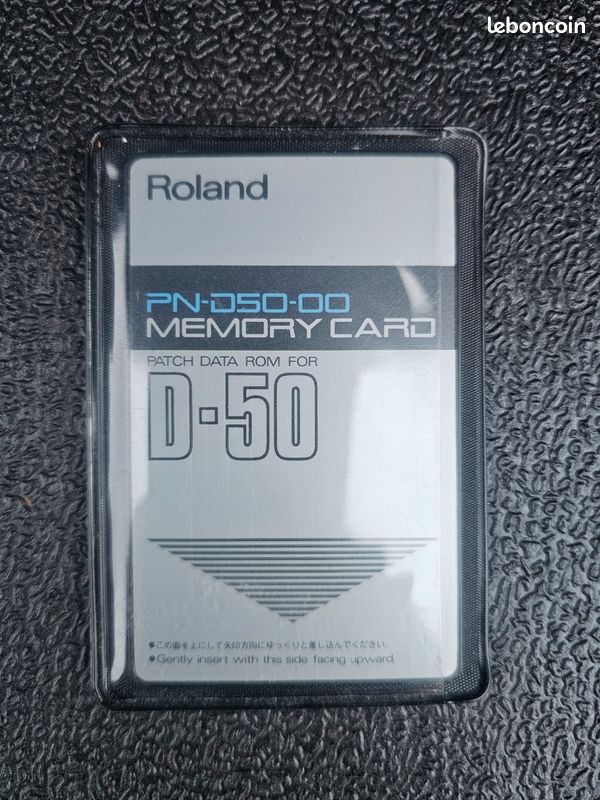 leboncoin
Roland
PN-D50-00
MEMORY CARD
PATCH DATA ROM FOR
D-50
●この面を上にして矢印方向にゆっくりと差し込んでください。
●Gently insert with this side facing upward.